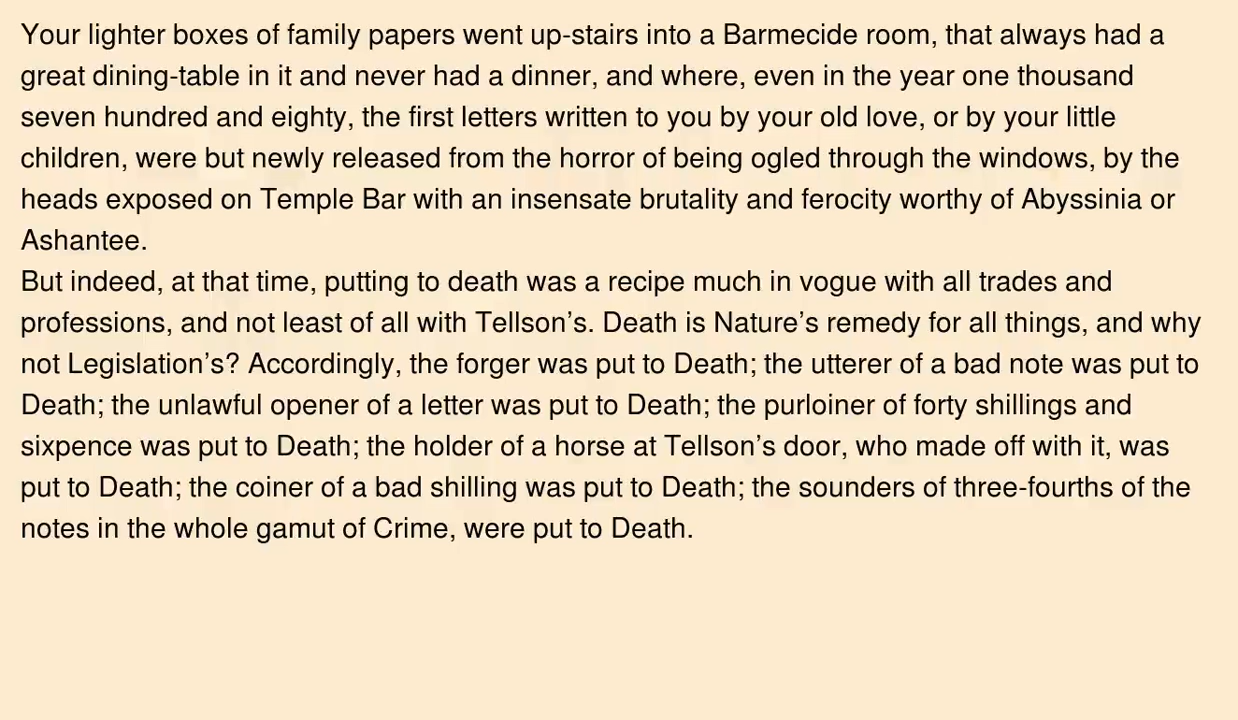 Your lighter boxes of family papers went up-stairs into a Barmecide room, that always had a
great dining-table in it and never had a dinner, and where, even in the year one thousand
seven hundred and eighty, the first letters written to you by your old love, or by your little
children, were but newly released from the horror of being ogled through the windows, by the
heads exposed on Temple Bar with an insensate brutality and ferocity worthy of Abyssinia or
Ashantee.
But indeed, at that time, putting to death was a recipe much in vogue with all trades and
professions, and not least of all with Tellson’s. Death is Nature’s remedy for all things, and why
not Legislation’s? Accordingly, the forger was put to Death; the utterer of a bad note was put to
Death; the unlawful opener of a letter was put to Death; the purloiner of forty shillings and
sixpence was put to Death; the holder of a horse at Tellson’s door, who made off with it, was
put to Death; the coiner of a bad shilling was put to Death; the sounders of three-fourths of the
notes in the whole gamut of Crime, were put to Death.